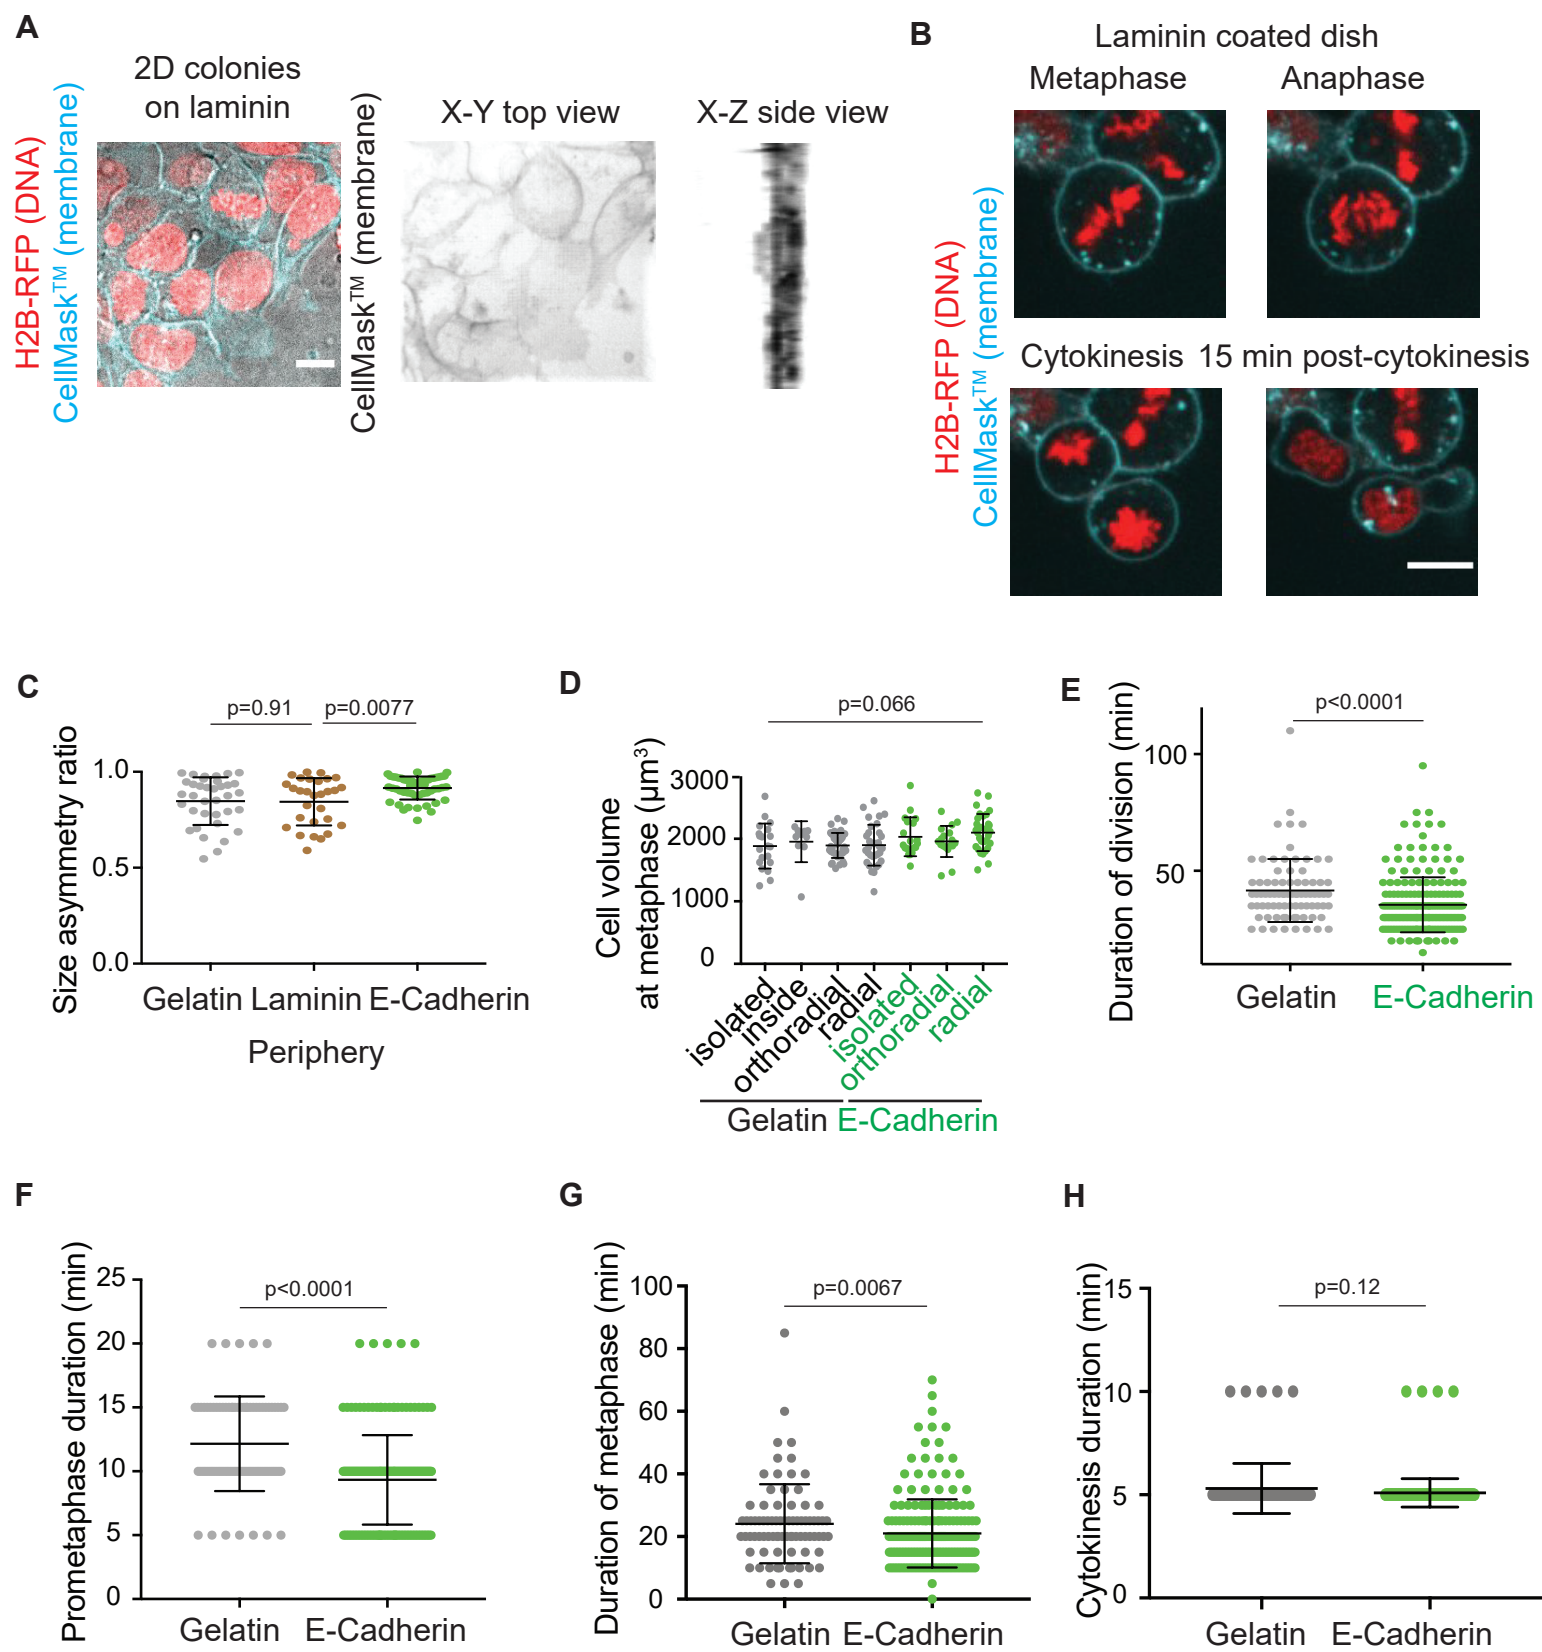 A
2D colonies
on laminin
H2B-RFP (DNA)
CellMask™ (membrane)
CellMask™ (membrane)
X-Y top view
X-Z side view
B
Laminin coated dish
Metaphase
Anaphase
H2B-RFP (DNA)
CellMask™ (membrane)
Cytokinesis
15 min post-cytokinesis
C
Size asymmetry ratio
p=0.91
p=0.0077
1.0
0.5
0.0
Gelatin
Laminin
E-Cadherin
Periphery
D
Cell volume
at metaphase (µm³)
p=0.066
3000
2000
1000
0
isolated
inside
orthoradial
radial
isolated
orthoradial
radial
Gelatin
E-Cadherin
E
Duration of division (min)
p<0.0001
100
50
Gelatin
E-Cadherin
F
Prometaphase duration (min)
p<0.0001
25
20
15
10
5
0
Gelatin
E-Cadherin
G
Duration of metaphase (min)
p=0.0067
100
80
60
40
20
0
Gelatin
E-Cadherin
H
Cytokinesis duration (min)
p=0.12
15
10
5
0
Gelatin
E-Cadherin